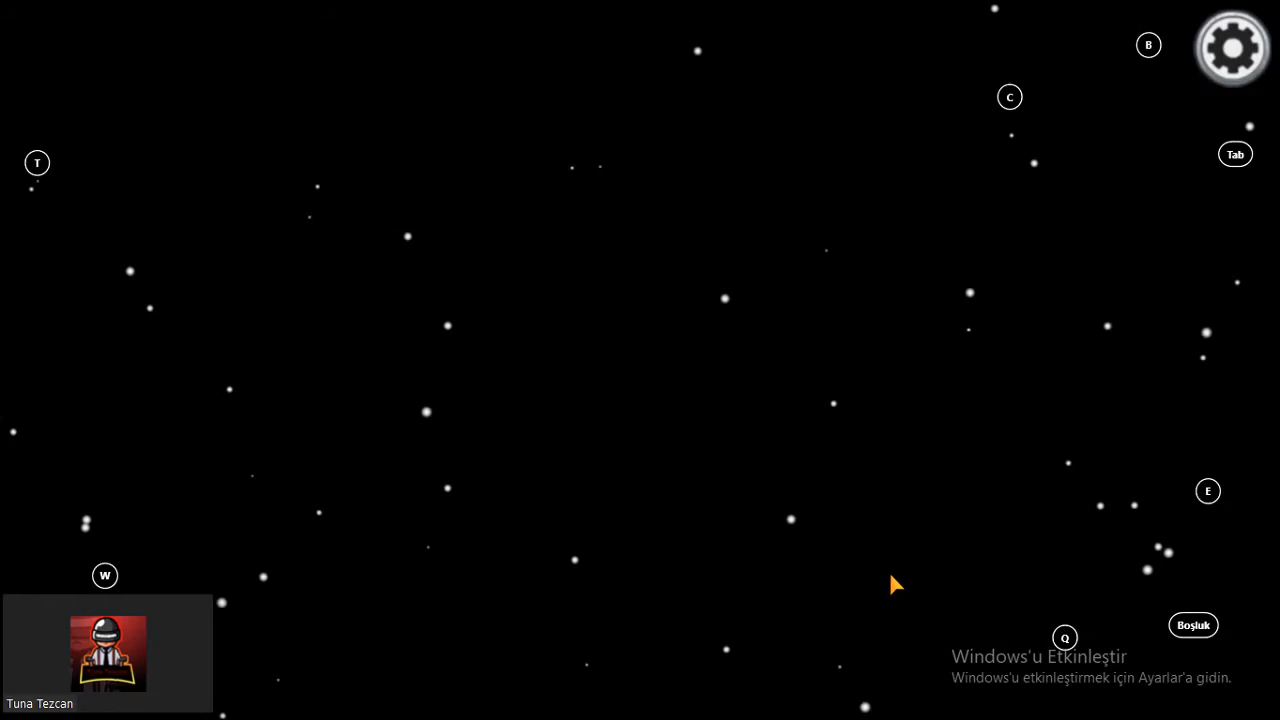 B
C
Tab
T
E
W
Boşluk
Q
Windows'u Etkinleştir
Windows'u etkinleştirmek için Ayarlar'a gidin.
Tuna Tezcan